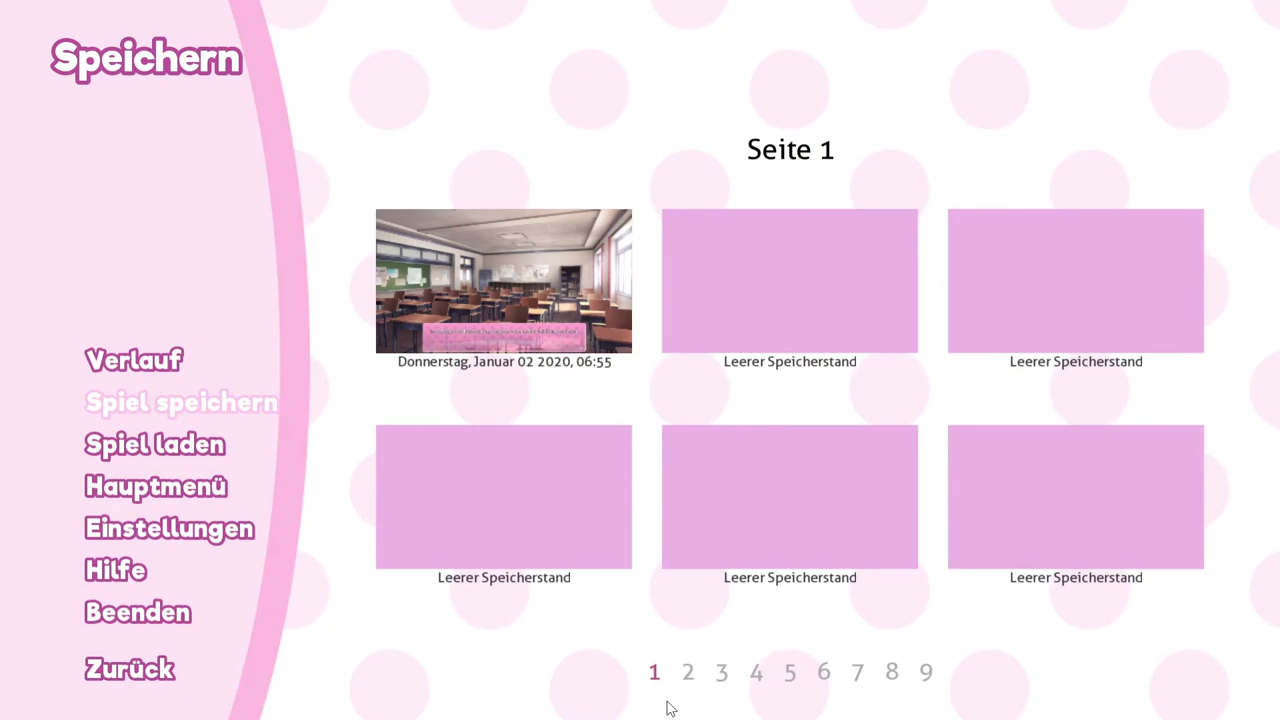 Speichern
Seite 1
Donnerstag, Januar 02 2020, 06:55
Leerer Speicherstand
Leerer Speicherstand
Leerer Speicherstand
Leerer Speicherstand
Leerer Speicherstand
Verlauf
Spiel speichern
Spiel laden
Hauptmenü
Einstellungen
Hilfe
Beenden
Zurück
1 2 3 4 5 6 7 8 9